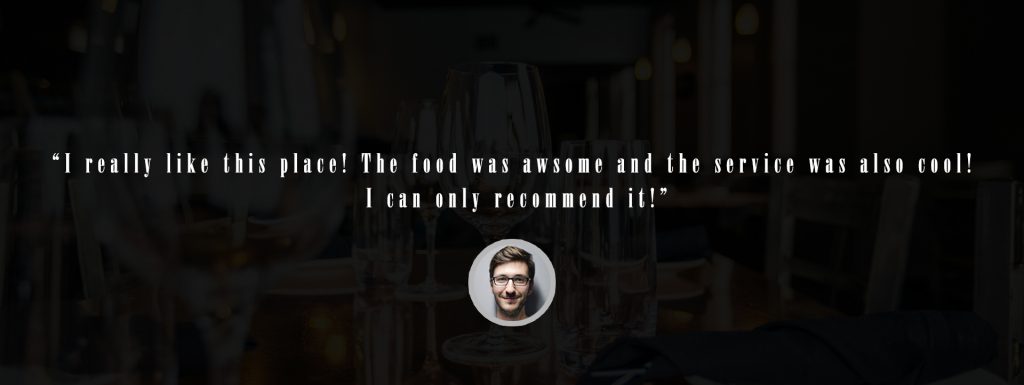 “I really like this place! The food was awsome and the service was also cool!
I can only recommend it!”